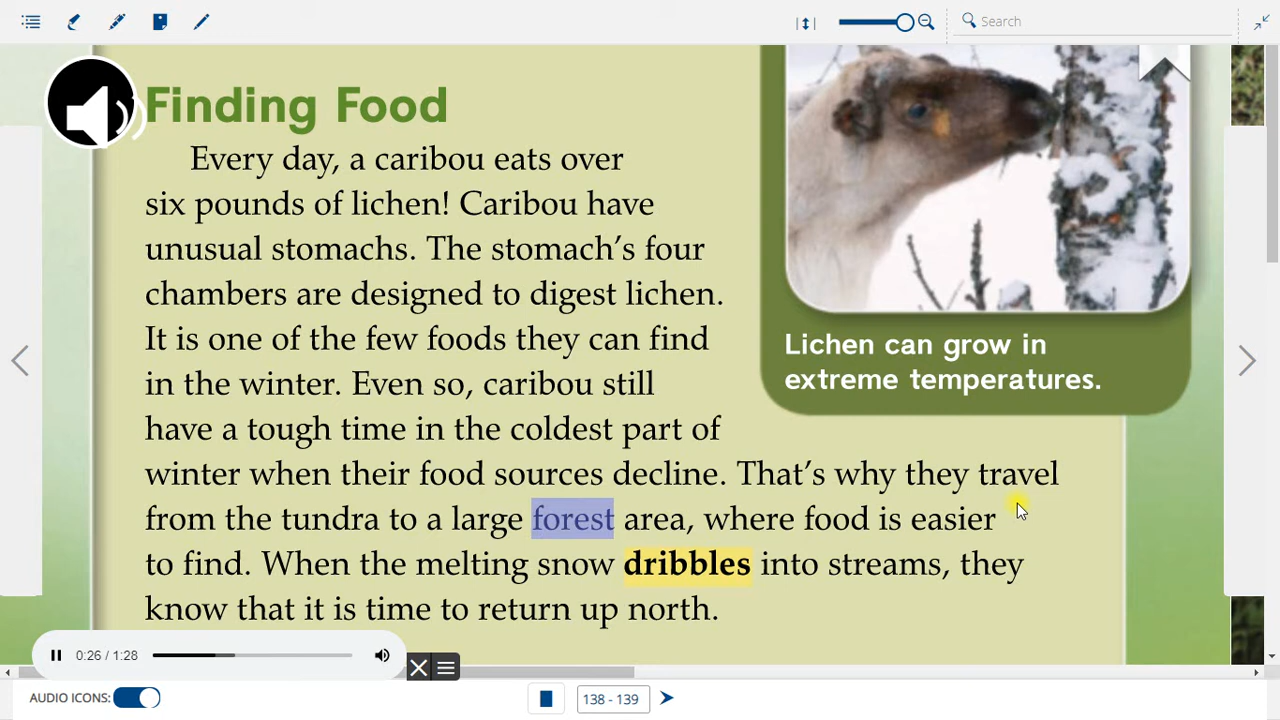 Search
Finding Food
Every day, a caribou eats over
six pounds of lichen! Caribou have
unusual stomachs. The stomach’s four
chambers are designed to digest lichen.
It is one of the few foods they can find
in the winter. Even so, caribou still
have a tough time in the coldest part of
winter when their food sources decline. That’s why they travel
from the tundra to a large forest area, where food is easier
to find. When the melting snow dribbles into streams, they
know that it is time to return up north.
Lichen can grow in
extreme temperatures.
0:26 / 1:28
AUDIO ICONS:
138 - 139